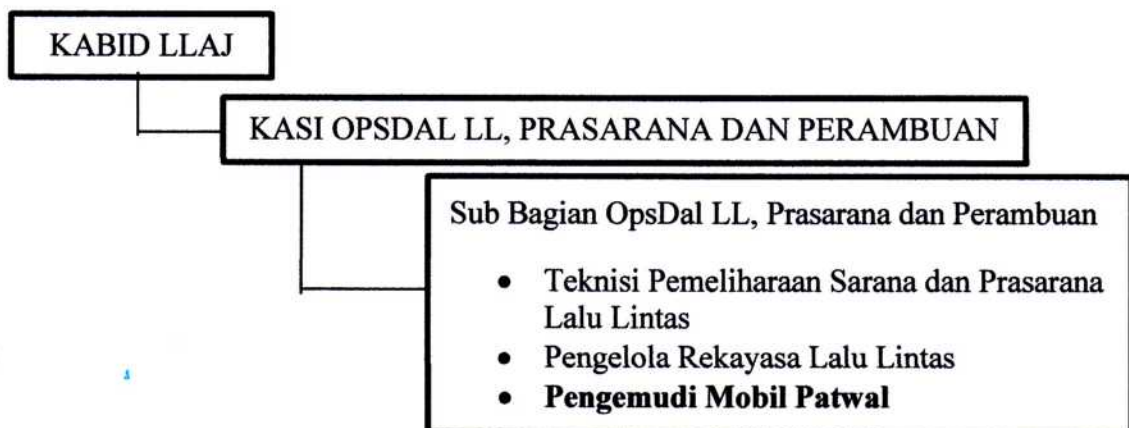 KABID LLAJ
KASI OPSDAL LL, PRASARANA DAN PERAMBUAN
Sub Bagian OpsDal LL, Prasarana dan Perambuan
• Teknisi Pemeliharaan Sarana dan Prasarana
Lalu Lintas
• Pengelola Rekayasa Lalu Lintas
• Pengemudi Mobil Patwal